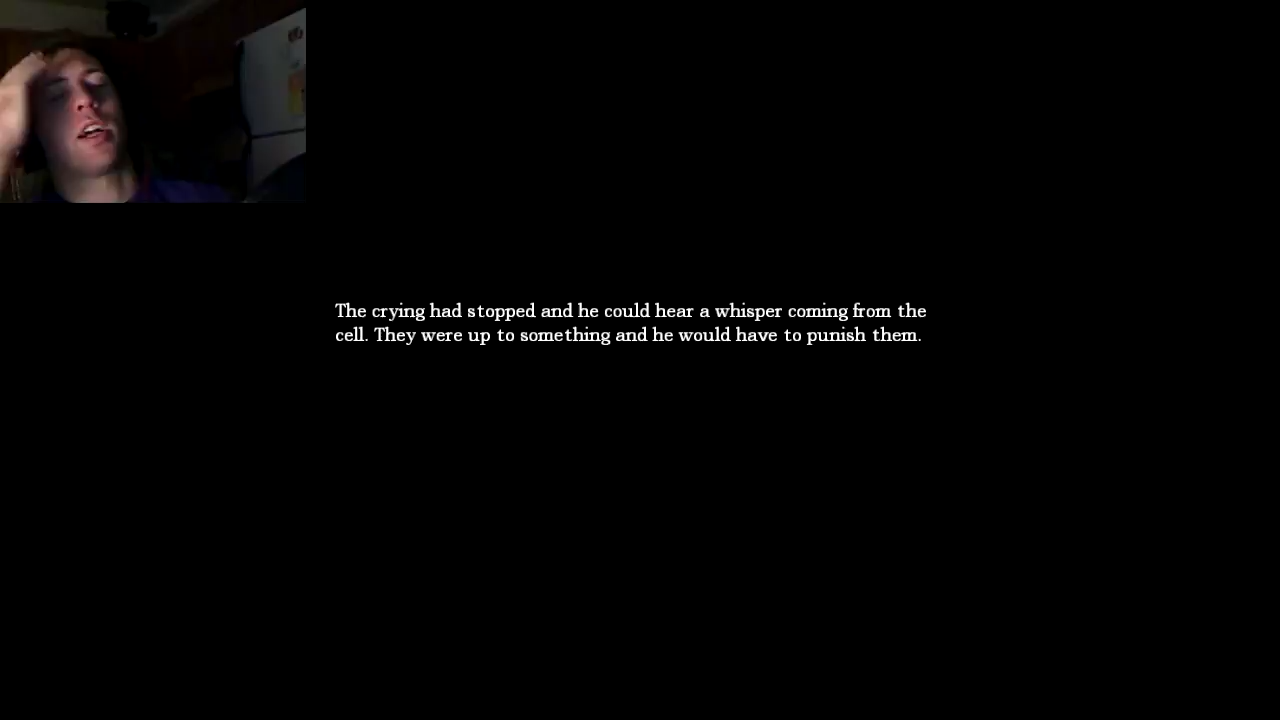 The crying had stopped and he could hear a whisper coming from the
cell. They were up to something and he would have to punish them.